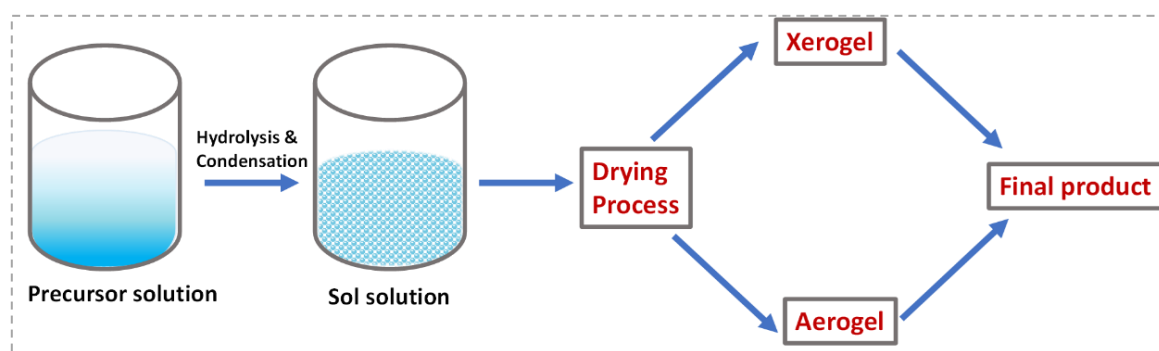 Hydrolysis &
Condensation
Precursor solution
Sol solution
Drying
Process
Xerogel
Aerogel
Final product